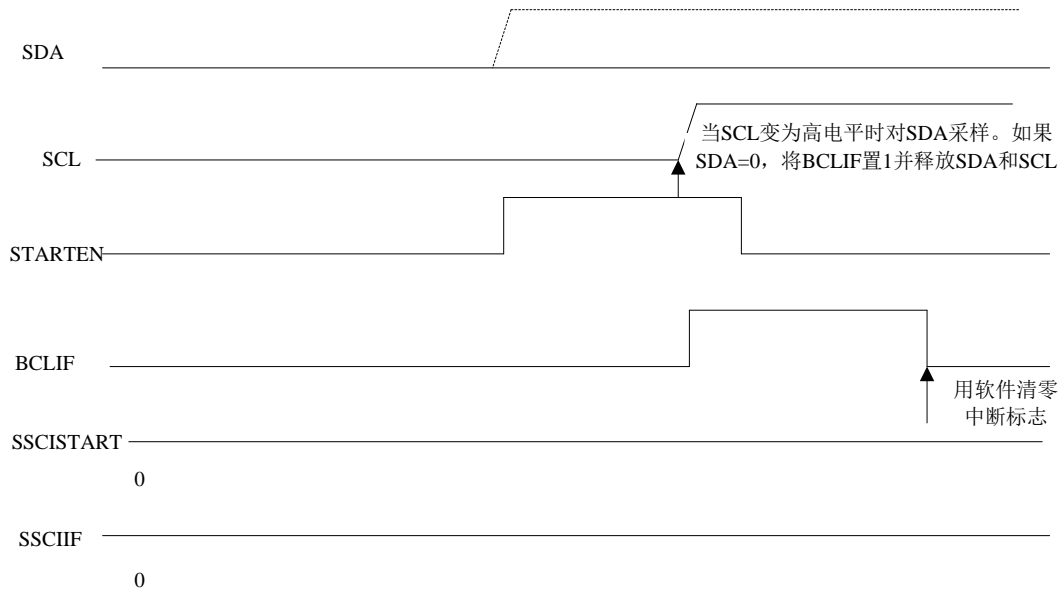 SDA
当SCL变为高电平时对SDA采样。如果
SCL
SDA=0，将BCLIF置1并释放SDA和SCL
STARTEN
BCLIF
用软件清零
中断标志
SSCISTART
0
SSCIIF
0